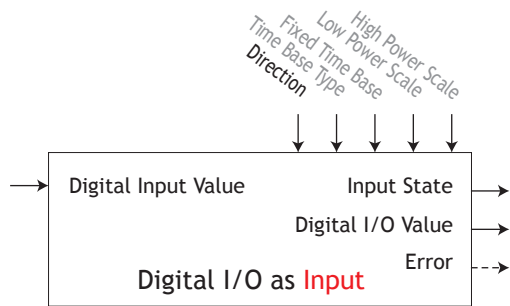 High Power Scale
Low Power Scale
Fixed Time Base
Time Base Type
Direction
Digital Input Value
Input State
Digital I/O Value
Error
Digital I/O as Input